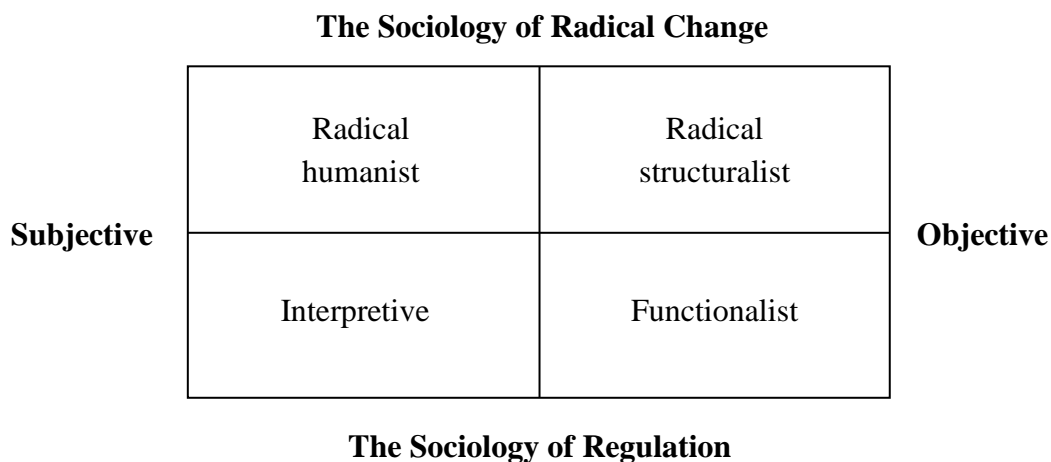 The Sociology of Radical Change
Radical
humanist
Radical
structuralist
Subjective
Objective
Interpretive
Functionalist
The Sociology of Regulation